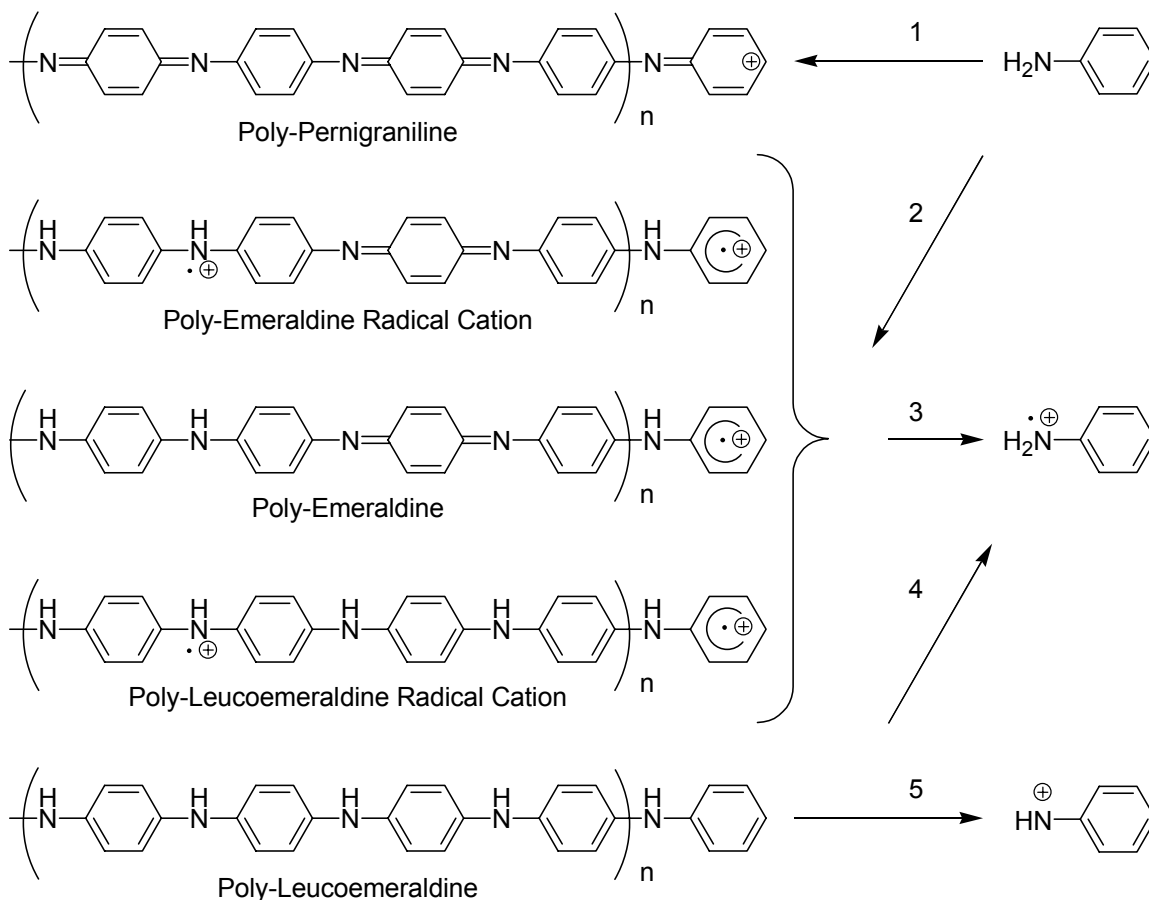 N N N N N H₂N 1
n
Poly-Pernigraniline
2
H H
N N N N N
n
Poly-Emeraldine Radical Cation
H H H 3
N N N N N H₂N
n
Poly-Emeraldine
4
H H H H H
N N N N N
n
Poly-Leucoemeraldine Radical Cation
H H H H H 5
N N N N N HN
n
Poly-Leucoemeraldine